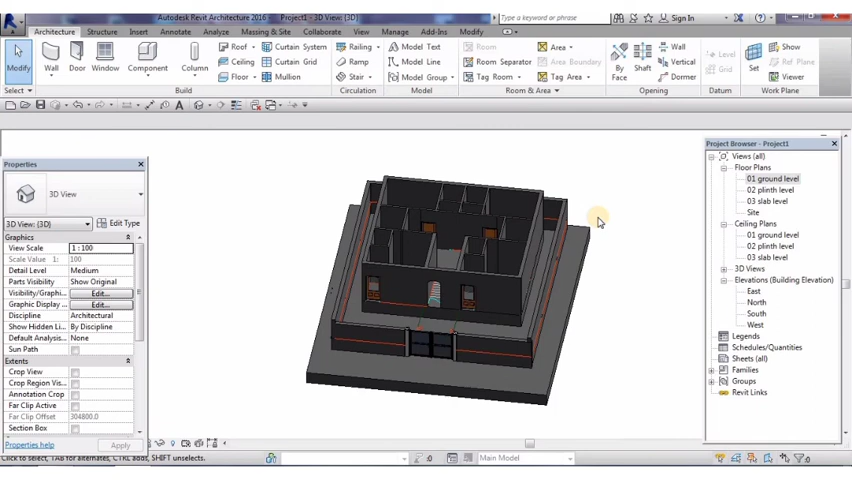 Autodesk Revit Architecture 2016 - Project1 - 3D View: {3D}
Type a keyword or phrase
Sign In
Architecture Structure Insert Annotate Analyze Massing & Site Collaborate View Manage Add-Ins Modify
Modify
Wall
Door
Window
Component
Column
Roof
Ceiling
Floor
Curtain System
Curtain Grid
Mullion
Railing
Ramp
Stair
Model Text
Model Line
Model Group
Room
Room Separator
Tag Room
Area
Area Boundary
Tag Area
By Face
Shaft
Wall
Vertical
Dormer
Level
Grid
Set
Show
Ref Plane
Viewer
Select
Build
Circulation
Model
Room & Area
Opening
Datum
Work Plane
Properties
3D View
3D View: {3D}
Edit Type
Graphics
View Scale 1 : 100
Scale Value 1: 100
Detail Level Medium
Parts Visibility Show Original
Visibility/Graphi... Edit...
Graphic Display ... Edit...
Discipline Architectural
Show Hidden Li... By Discipline
Default Analysis... None
Sun Path
Extents
Crop View
Crop Region Vis...
Annotation Crop
Far Clip Active
Far Clip Offset 304800.0
Section Box
Properties help
Apply
Project Browser - Project1
Views (all)
Floor Plans
01 ground level
02 plinth level
03 slab level
Site
Ceiling Plans
01 ground level
02 plinth level
03 slab level
3D Views
Elevations (Building Elevation)
East
North
South
West
Legends
Schedules/Quantities
Sheets (all)
Families
Groups
Revit Links
Click to select, TAB for alternates, CTRL adds, SHIFT unselects.
:0
Main Model
:0